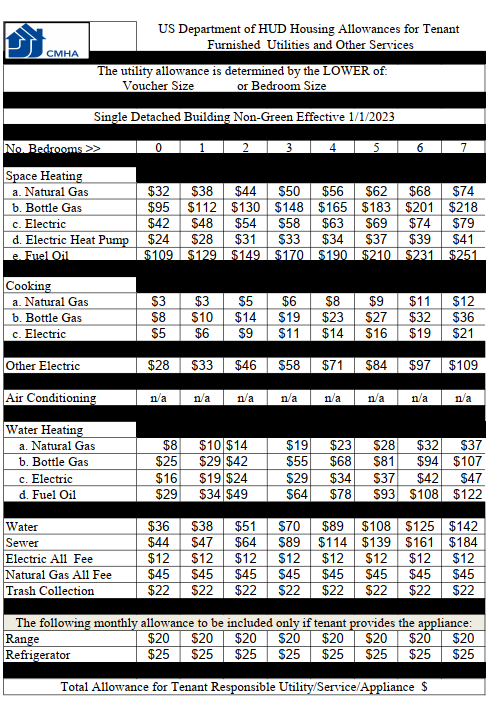 CMHA
US Department of HUD Housing Allowances for Tenant
Furnished Utilities and Other Services
The utility allowance is determined by the LOWER of:
Voucher Size or Bedroom Size
Single Detached Building Non-Green Effective 1/1/2023
No. Bedrooms >> 0 1 2 3 4 5 6 7
Space Heating
a. Natural Gas $32 $38 $44 $50 $56 $62 $68 $74
b. Bottle Gas $95 $112 $130 $148 $165 $183 $201 $218
c. Electric $42 $48 $54 $58 $63 $69 $74 $79
d. Electric Heat Pump $24 $28 $31 $33 $34 $37 $39 $41
e. Fuel Oil $109 $129 $149 $170 $190 $210 $231 $251
Cooking
a. Natural Gas $3 $3 $5 $6 $8 $9 $11 $12
b. Bottle Gas $8 $10 $14 $19 $23 $27 $32 $36
c. Electric $5 $6 $9 $11 $14 $16 $19 $21
Other Electric $28 $33 $46 $58 $71 $84 $97 $109
Air Conditioning n/a n/a n/a n/a n/a n/a n/a n/a
Water Heating
a. Natural Gas $8 $10 $14 $19 $23 $28 $32 $37
b. Bottle Gas $25 $29 $42 $55 $68 $81 $94 $107
c. Electric $16 $19 $24 $29 $34 $37 $42 $47
d. Fuel Oil $29 $34 $49 $64 $78 $93 $108 $122
Water $36 $38 $51 $70 $89 $108 $125 $142
Sewer $44 $47 $64 $89 $114 $139 $161 $184
Electric All Fee $12 $12 $12 $12 $12 $12 $12 $12
Natural Gas All Fee $45 $45 $45 $45 $45 $45 $45 $45
Trash Collection $22 $22 $22 $22 $22 $22 $22 $22
The following monthly allowance to be included only if tenant provides the appliance:
Range $20 $20 $20 $20 $20 $20 $20 $20
Refrigerator $25 $25 $25 $25 $25 $25 $25 $25
Total Allowance for Tenant Responsible Utility/Service/Appliance $